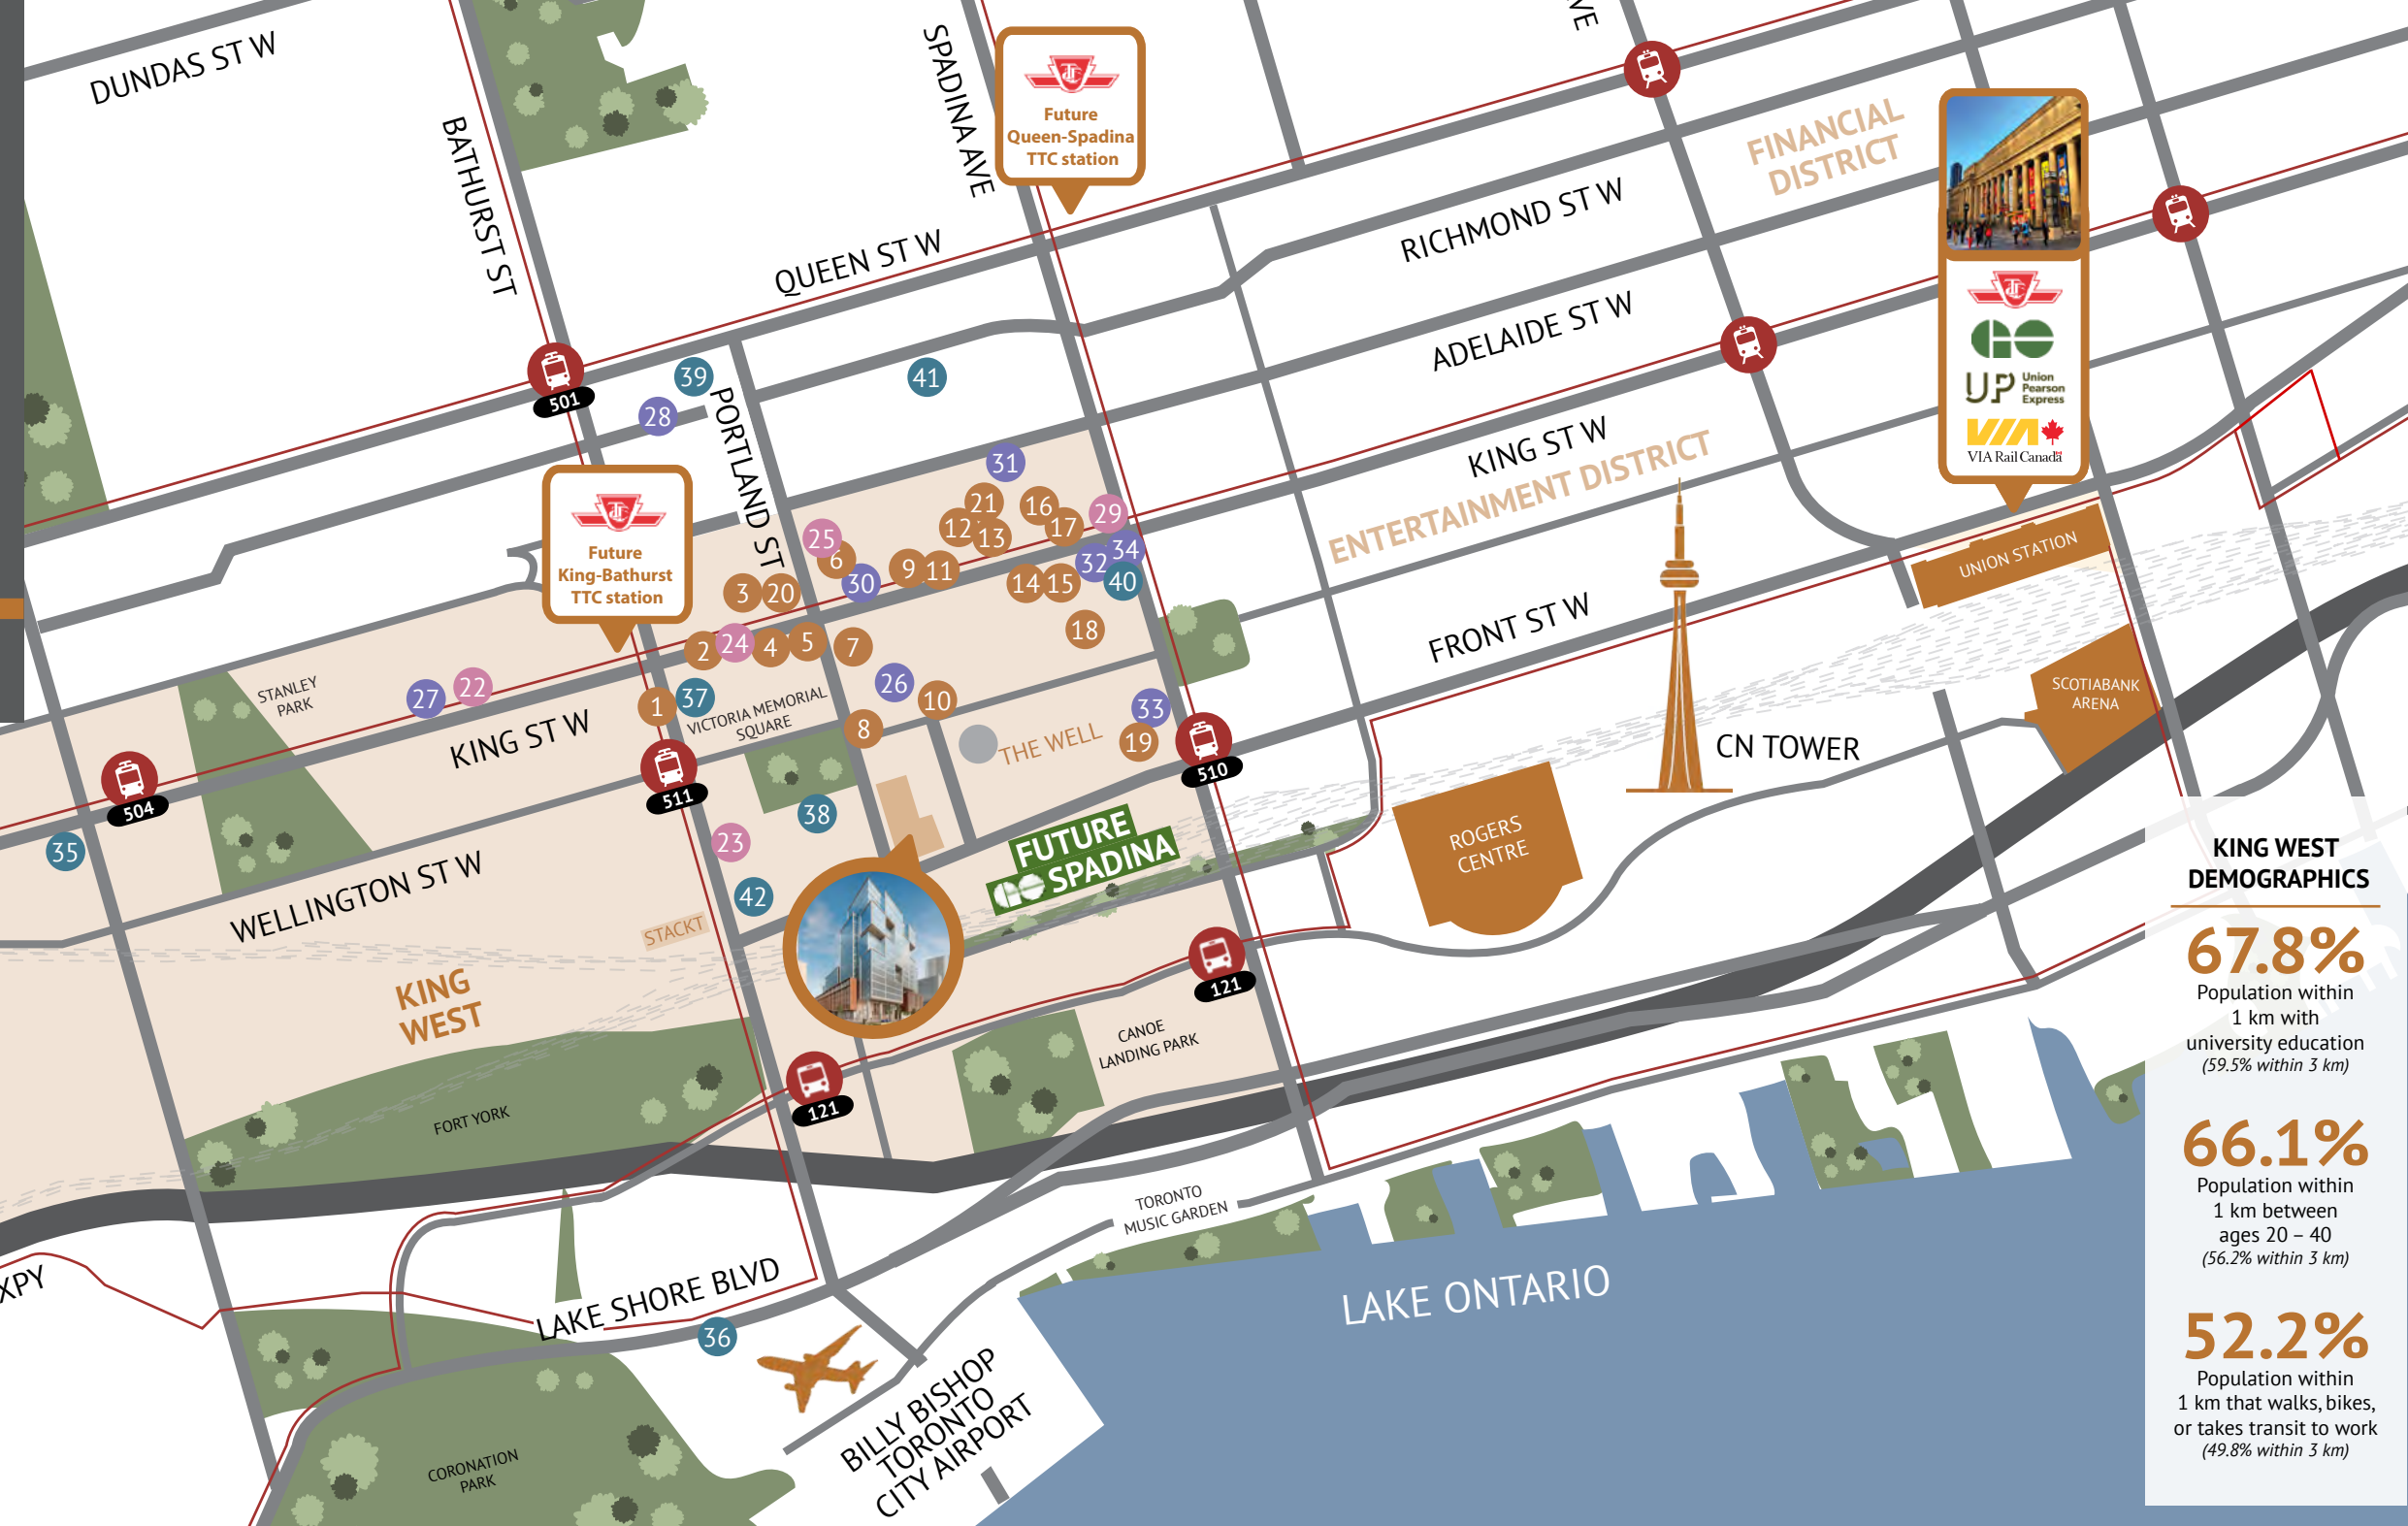 DUNDAS ST W
BATHURST ST
SPADINA AVE
VE
Future
Queen-Spadina
TTC station
FINANCIAL
DISTRICT
QUEEN ST W
RICHMOND ST W
ADELAIDE ST W
Union
UP Pearson
Express
VIA
VIA Rail Canada
501
39
41
28
PORTLAND ST
KING ST W
ENTERTAINMENT DISTRICT
31
21
16
29
12
13
17
25
6
34
32
Future
King-Bathurst
TTC station
9
11
30
14
15
40
3
20
18
2
24
4
5
7
FRONT ST W
UNION STATION
SCOTIABANK
ARENA
STANLEY
PARK
27
22
26
10
1
37
VICTORIA MEMORIAL
SQUARE
8
33
19
THE WELL
510
CN TOWER
KING ST W
504
511
35
38
23
42
ROGERS
CENTRE
FUTURE
GO SPADINA
WELLINGTON ST W
STACKT
KING
WEST
121
CANOE
LANDING PARK
121
FORT YORK
TORONTO
MUSIC GARDEN
XPY
LAKE SHORE BLVD
36
LAKE ONTARIO
BILLY BISHOP
TORONTO
CITY AIRPORT
CORONATION
PARK
KING WEST
DEMOGRAPHICS
67.8%
Population within
1 km with
university education
(59.5% within 3 km)
66.1%
Population within
1 km between
ages 20 – 40
(56.2% within 3 km)
52.2%
Population within
1 km that walks, bikes,
or takes transit to work
(49.8% within 3 km)